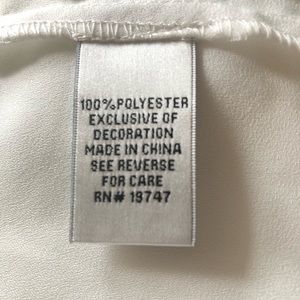 100% POLYESTER
EXCLUSIVE OF
DECORATION
MADE IN CHINA
SEE REVERSE
FOR CARE
RN# 19747